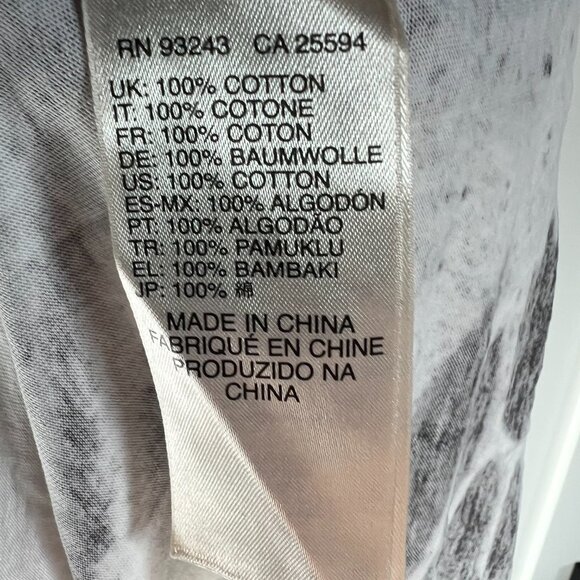 RN 93243 CA 25594
UK: 100% COTTON
IT: 100% COTONE
FR: 100% COTON
DE: 100% BAUMWOLLE
US: 100% COTTON
ES-MX: 100% ALGODÓN
PT: 100% ALGODÃO
TR: 100% PAMUKLU
EL: 100% BAMBAKI
JP: 100% 綿
MADE IN CHINA
FABRIQUÉ EN CHINE
PRODUZIDO NA
CHINA